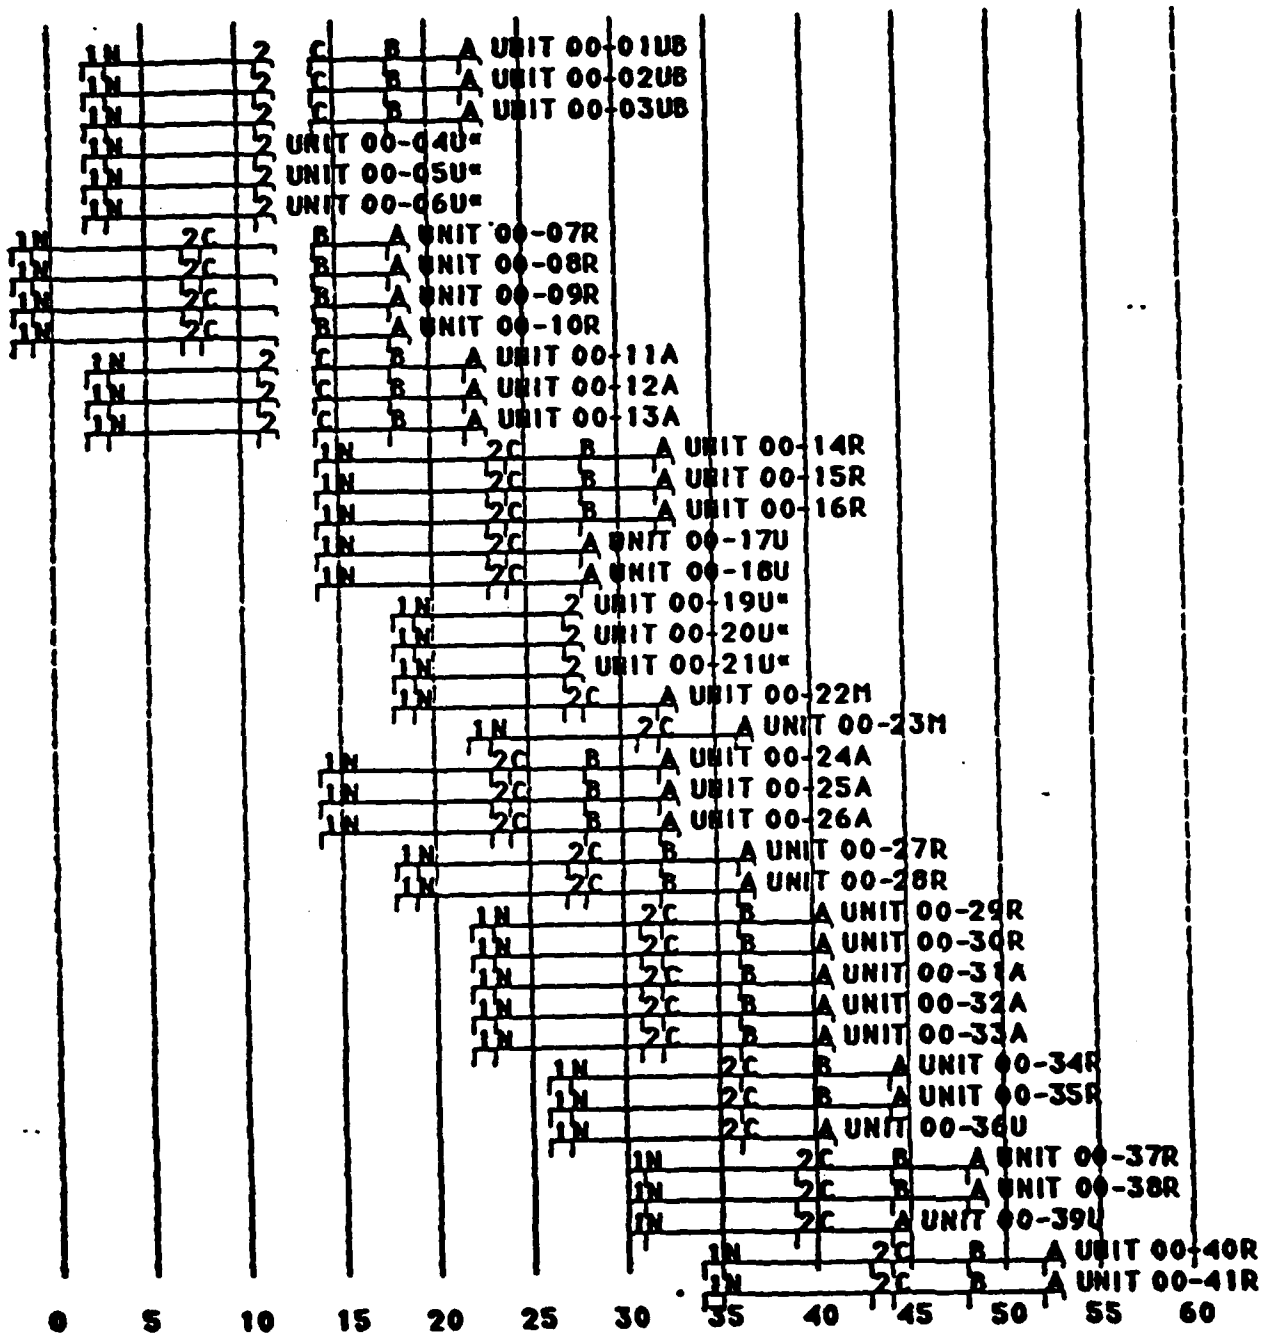 1N 2 C B A UNIT 00-01UB
1N 2 C B A UNIT 00-02UB
1N 2 C B A UNIT 00-03UB
1N 2 UNIT 00-04U*
1N 2 UNIT 00-05U*
1N 2 UNIT 00-06U*
1N 2C B A UNIT 00-07R
1N 2C B A UNIT 00-08R
1N 2C B A UNIT 00-09R
1N 2C B A UNIT 00-10R
1N 2 C B A UNIT 00-11A
1N 2 C B A UNIT 00-12A
1N 2 C B A UNIT 00-13A
1N 2C B A UNIT 00-14R
1N 2C B A UNIT 00-15R
1N 2C B A UNIT 00-16R
1N 2C A UNIT 00-17U
1N 2C A UNIT 00-18U
1N 2 UNIT 00-19U*
1N 2 UNIT 00-20U*
1N 2 UNIT 00-21U*
1N 2C A UNIT 00-22M
1N 2C A UNIT 00-23M
1N 2C B A UNIT 00-24A
1N 2C B A UNIT 00-25A
1N 2C B A UNIT 00-26A
1N 2C B A UNIT 00-27R
1N 2C B A UNIT 00-28R
1N 2C B A UNIT 00-29R
1N 2C B A UNIT 00-30R
1N 2C B A UNIT 00-31A
1N 2C B A UNIT 00-32A
1N 2C B A UNIT 00-33A
1N 2C B A UNIT 00-34R
1N 2C B A UNIT 00-35R
1N 2C A UNIT 00-36U
1N 2C B A UNIT 00-37R
1N 2C B A UNIT 00-38R
1N 2C A UNIT 00-39U
1N 2C B A UNIT 00-40R
1N 2C B A UNIT 00-41R
0 5 10 15 20 25 30 35 40 45 50 55 60